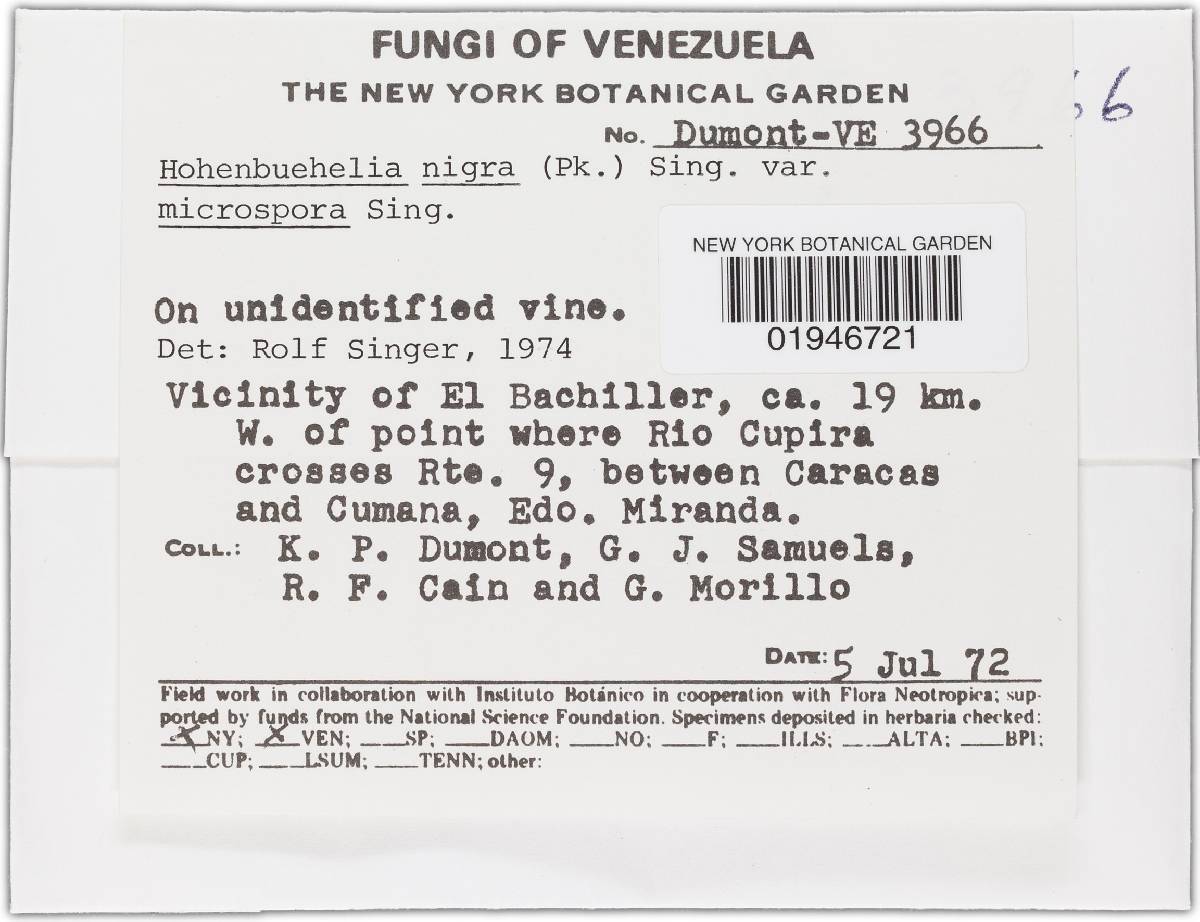 FUNGI OF VENEZUELA
THE NEW YORK BOTANICAL GARDEN
66
No. Dumont-VE 3966
Hohenbuehelia nigra (Pk.) Sing. var.
microspora Sing.
NEW YORK BOTANICAL GARDEN
01946721
On unidentified vine.
Det: Rolf Singer, 1974
Vicinity of El Bachiller, ca. 19 km.
W. of point where Rio Cupira
crosses Rte. 9, between Caracas
and Cumana, Edo. Miranda.
COLL.: K. P. Dumont, G. J. Samuels,
R. F. Cain and G. Morillo
DATE: 5 Jul 72
Field work in collaboration with Instituto Botánico in cooperation with Flora Neotropica; sup-
ported by funds from the National Science Foundation. Specimens deposited in herbaria checked:
X NY; X VEN; ___SP; ___DAOM; ___NO; ___F; ___ILLS; ___ALTA; ___BPI;
___CUP; ___LSUM; ___TENN; other: